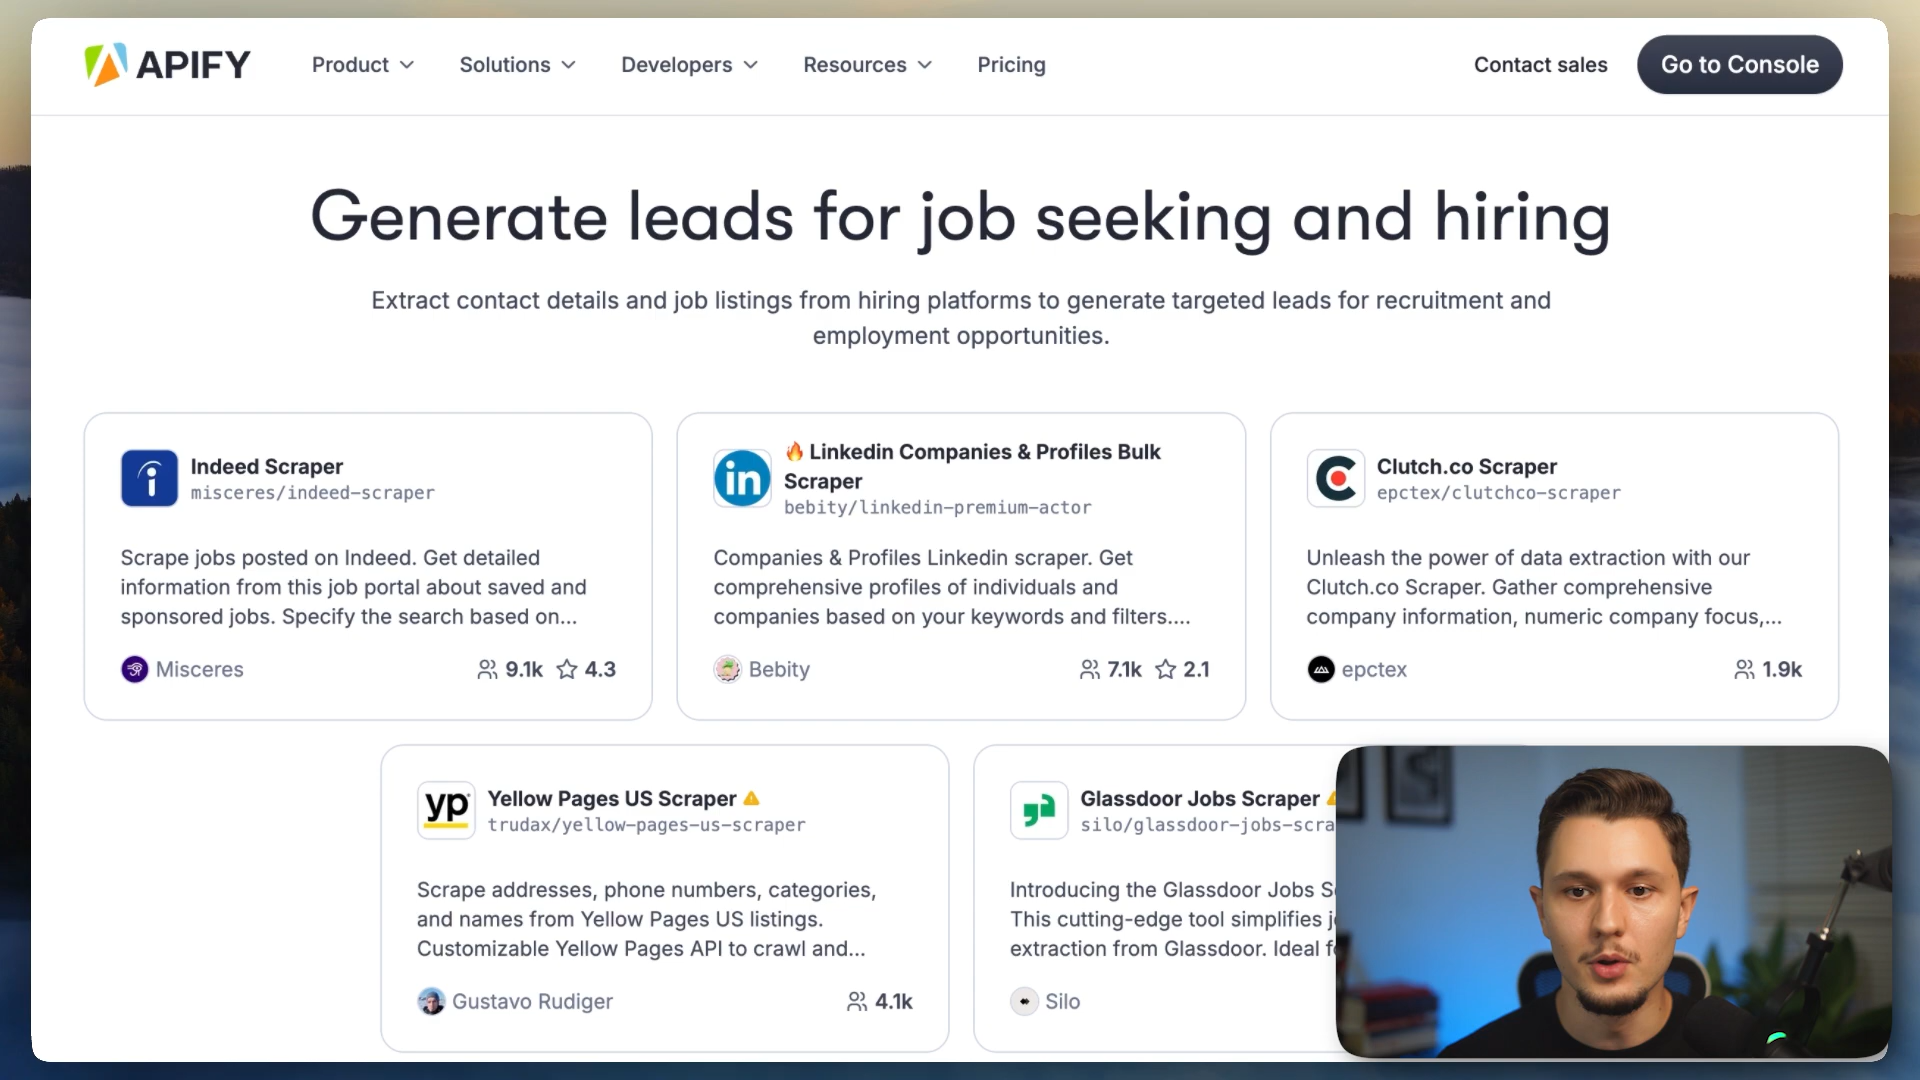 APIFY
Product
Solutions
Developers
Resources
Pricing
Contact sales
Go to Console
Generate leads for job seeking and hiring
Extract contact details and job listings from hiring platforms to generate targeted leads for recruitment and
employment opportunities.
Indeed Scraper
misceres/indeed-scraper
Scrape jobs posted on Indeed. Get detailed
information from this job portal about saved and
sponsored jobs. Specify the search based on...
Misceres
9.1k
4.3
in
🔥 Linkedin Companies & Profiles Bulk
Scraper
bebity/linkedin-premium-actor
Companies & Profiles Linkedin scraper. Get
comprehensive profiles of individuals and
companies based on your keywords and filters....
Bebity
7.1k
2.1
Clutch.co Scraper
epctex/clutchco-scraper
Unleash the power of data extraction with our
Clutch.co Scraper. Gather comprehensive
company information, numeric company focus,...
epctex
1.9k
yp
Yellow Pages US Scraper
trudax/yellow-pages-us-scraper
Scrape addresses, phone numbers, categories,
and names from Yellow Pages US listings.
Customizable Yellow Pages API to crawl and...
Gustavo Rudiger
4.1k
Glassdoor Jobs Scraper
silo/glassdoor-jobs-scra
Introducing the Glassdoor Jobs
This cutting-edge tool simplifies
extraction from Glassdoor. Ideal
Silo